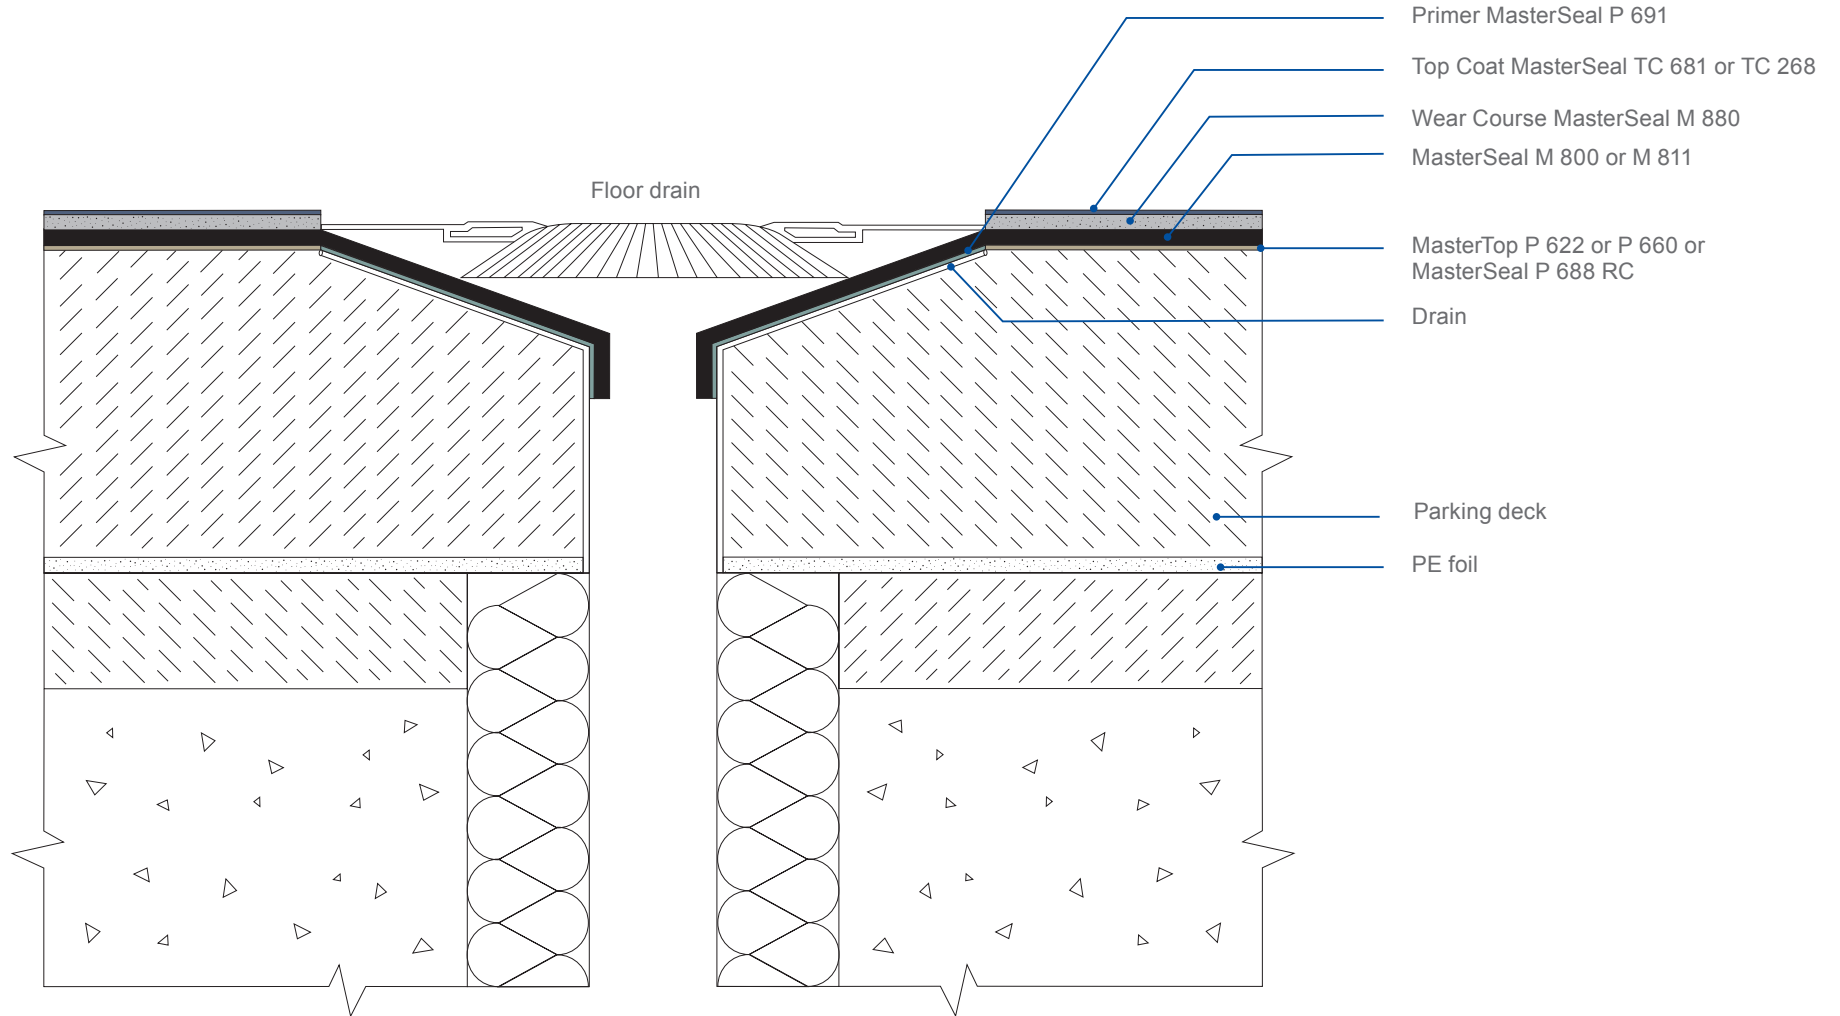 Primer MasterSeal P 691
Top Coat MasterSeal TC 681 or TC 268
Wear Course MasterSeal M 880
MasterSeal M 800 or M 811
Floor drain
MasterTop P 622 or P 660 or
MasterSeal P 688 RC
Drain
Parking deck
PE foil